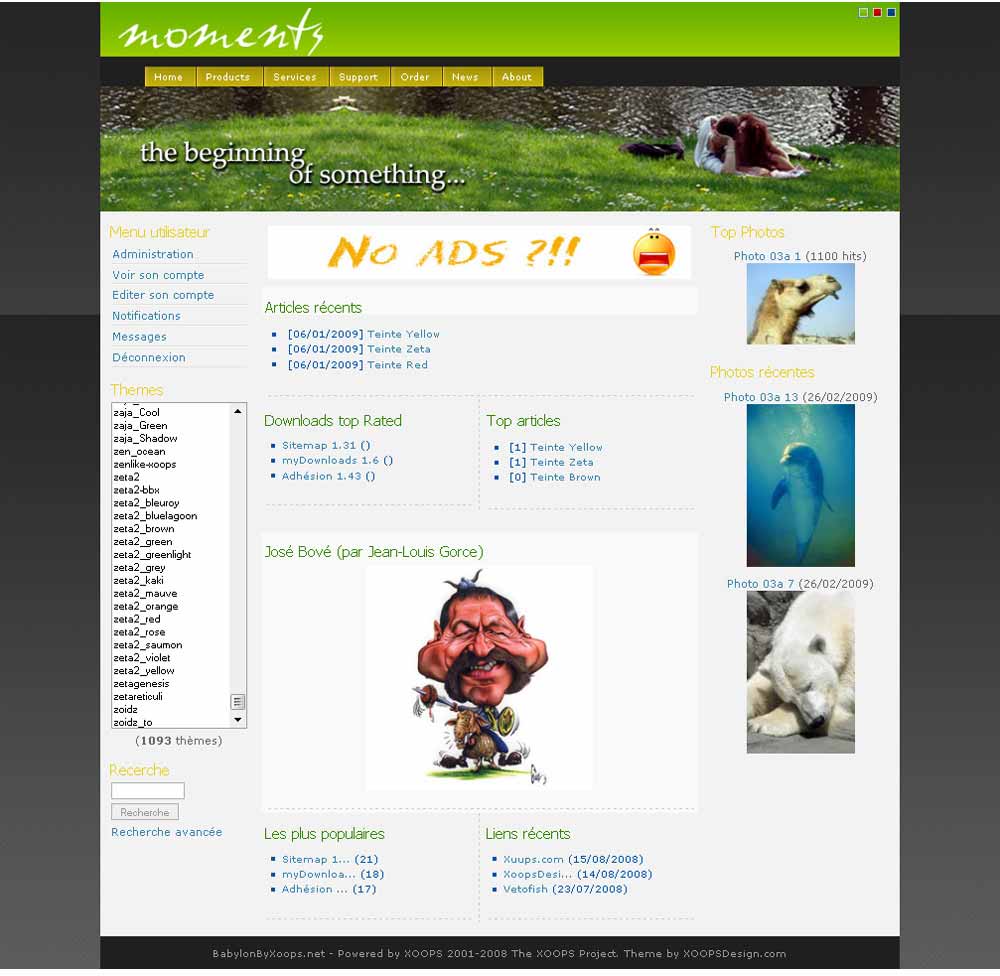 moments
Home Products Services Support Order News About
the beginning
of something...
Menu utilisateur
Administration
Voir son compte
Editer son compte
Notifications
Messages
Déconnexion
Themes
zaja_Cool
zaja_Green
zaja_Shadow
zen_ocean
zenlike-xoops
zeta2
zeta2-bbx
zeta2_bleuroy
zeta2_bluelagoon
zeta2_brown
zeta2_green
zeta2_greenlight
zeta2_grey
zeta2_kaki
zeta2_mauve
zeta2_orange
zeta2_red
zeta2_rose
zeta2_saumon
zeta2_violet
zeta2_yellow
zetagenesis
zetareticuli
zoidz
zoidz_to
(1093 thèmes)
Recerche
Recherche
Recherche avancée
NO ADS ?!!
Articles récents
[06/01/2009] Teinte Yellow
[06/01/2009] Teinte Zeta
[06/01/2009] Teinte Red
Downloads top Rated
Sitemap 1.31 ()
myDownloads 1.6 ()
Adhésion 1.43 ()
Top articles
[1] Teinte Yellow
[1] Teinte Zeta
[0] Teinte Brown
José Bové (par Jean-Louis Gorce)
Les plus populaires
Sitemap 1... (21)
myDownloa... (18)
Adhésion ... (17)
Liens récents
Xuups.com (15/08/2008)
XoopsDesi... (14/08/2008)
Vetofish (23/07/2008)
Top Photos
Photo 03a 1 (1100 hits)
Photos récentes
Photo 03a 13 (26/02/2009)
Photo 03a 7 (26/02/2009)
BabylonByXoops.net - Powered by XOOPS 2001-2008 The XOOPS Project. Theme by XOOPSDesign.com